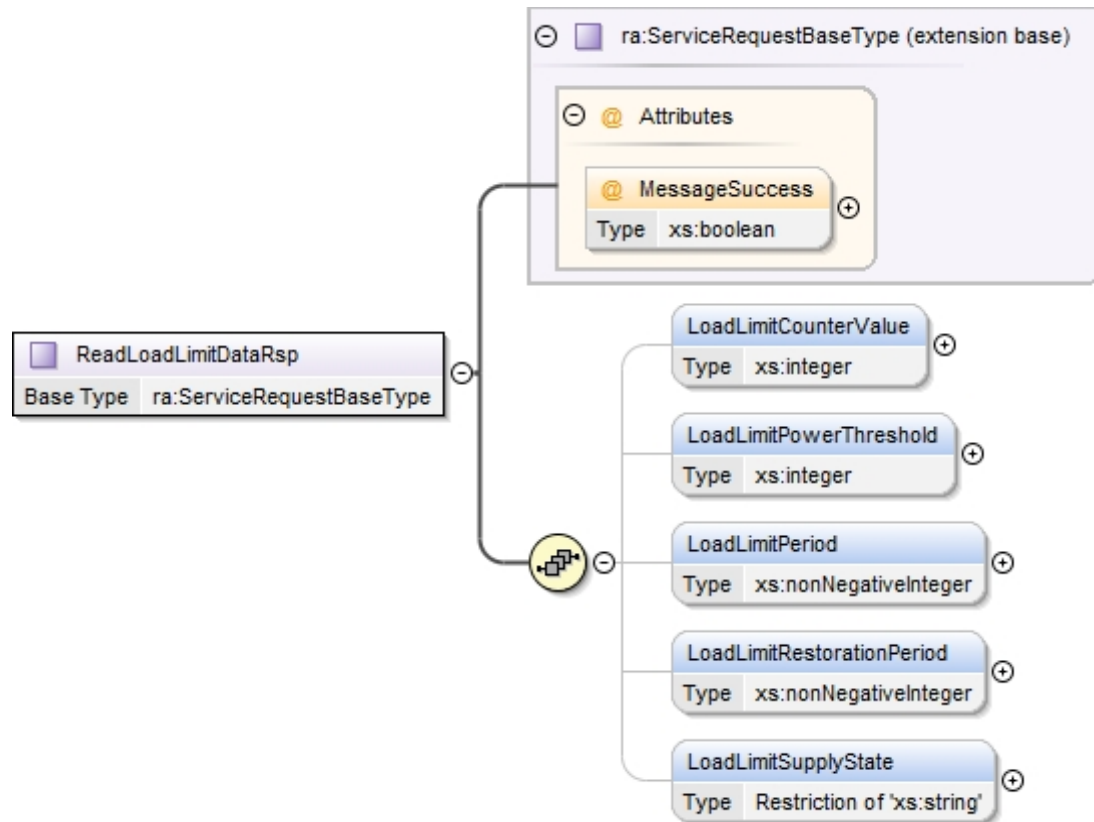 ra:ServiceRequestBaseType (extension base)
@ Attributes
@ MessageSuccess
Type xs:boolean
ReadLoadLimitDataRsp
Base Type ra:ServiceRequestBaseType
LoadLimitCounterValue
Type xs:integer
LoadLimitPowerThreshold
Type xs:integer
LoadLimitPeriod
Type xs:nonNegativeInteger
LoadLimitRestorationPeriod
Type xs:nonNegativeInteger
LoadLimitSupplyState
Type Restriction of 'xs:string'